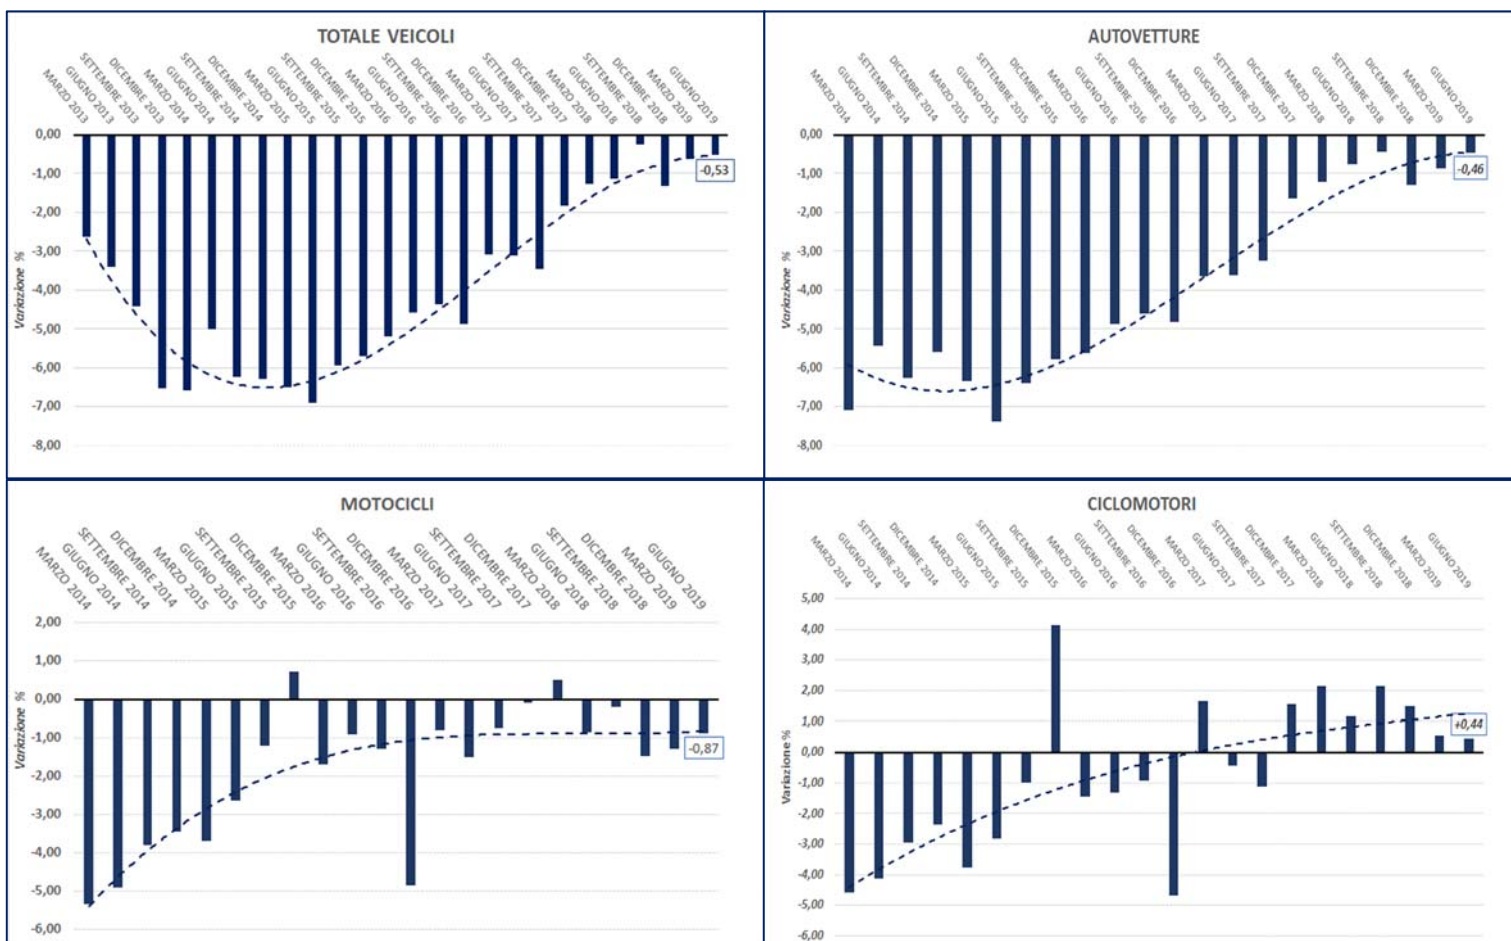 TOTALE VEICOLI
MARZO 2013
GIUGNO 2013
SETTEMBRE 2013
DICEMBRE 2013
MARZO 2014
GIUGNO 2014
SETTEMBRE 2014
DICEMBRE 2014
MARZO 2015
GIUGNO 2015
SETTEMBRE 2015
DICEMBRE 2015
MARZO 2016
GIUGNO 2016
SETTEMBRE 2016
DICEMBRE 2016
MARZO 2017
GIUGNO 2017
SETTEMBRE 2017
DICEMBRE 2017
MARZO 2018
GIUGNO 2018
SETTEMBRE 2018
DICEMBRE 2018
MARZO 2019
GIUGNO 2019
0,00
-1,00
-2,00
-3,00
-4,00
-5,00
-6,00
-7,00
-8,00
Variazione %
-0,53
AUTOVETTURE
MARZO 2014
GIUGNO 2014
SETTEMBRE 2014
DICEMBRE 2014
MARZO 2015
GIUGNO 2015
SETTEMBRE 2015
DICEMBRE 2015
MARZO 2016
GIUGNO 2016
SETTEMBRE 2016
DICEMBRE 2016
MARZO 2017
GIUGNO 2017
SETTEMBRE 2017
DICEMBRE 2017
MARZO 2018
GIUGNO 2018
SETTEMBRE 2018
DICEMBRE 2018
MARZO 2019
GIUGNO 2019
0,00
-1,00
-2,00
-3,00
-4,00
-5,00
-6,00
-7,00
-8,00
Variazione %
-0,46
MOTOCICLI
MARZO 2014
GIUGNO 2014
SETTEMBRE 2014
DICEMBRE 2014
MARZO 2015
GIUGNO 2015
SETTEMBRE 2015
DICEMBRE 2015
MARZO 2016
GIUGNO 2016
SETTEMBRE 2016
DICEMBRE 2016
MARZO 2017
GIUGNO 2017
SETTEMBRE 2017
DICEMBRE 2017
MARZO 2018
GIUGNO 2018
SETTEMBRE 2018
DICEMBRE 2018
MARZO 2019
GIUGNO 2019
2,00
1,00
0,00
-1,00
-2,00
-3,00
-4,00
-5,00
-6,00
Variazione %
-0,87
CICLOMOTORI
MARZO 2014
GIUGNO 2014
SETTEMBRE 2014
DICEMBRE 2014
MARZO 2015
GIUGNO 2015
SETTEMBRE 2015
DICEMBRE 2015
MARZO 2016
GIUGNO 2016
SETTEMBRE 2016
DICEMBRE 2016
MARZO 2017
GIUGNO 2017
SETTEMBRE 2017
DICEMBRE 2017
MARZO 2018
GIUGNO 2018
SETTEMBRE 2018
DICEMBRE 2018
MARZO 2019
GIUGNO 2019
5,00
4,00
3,00
2,00
1,00
0,00
-1,00
-2,00
-3,00
-4,00
-5,00
-6,00
Variazione %
+0,44